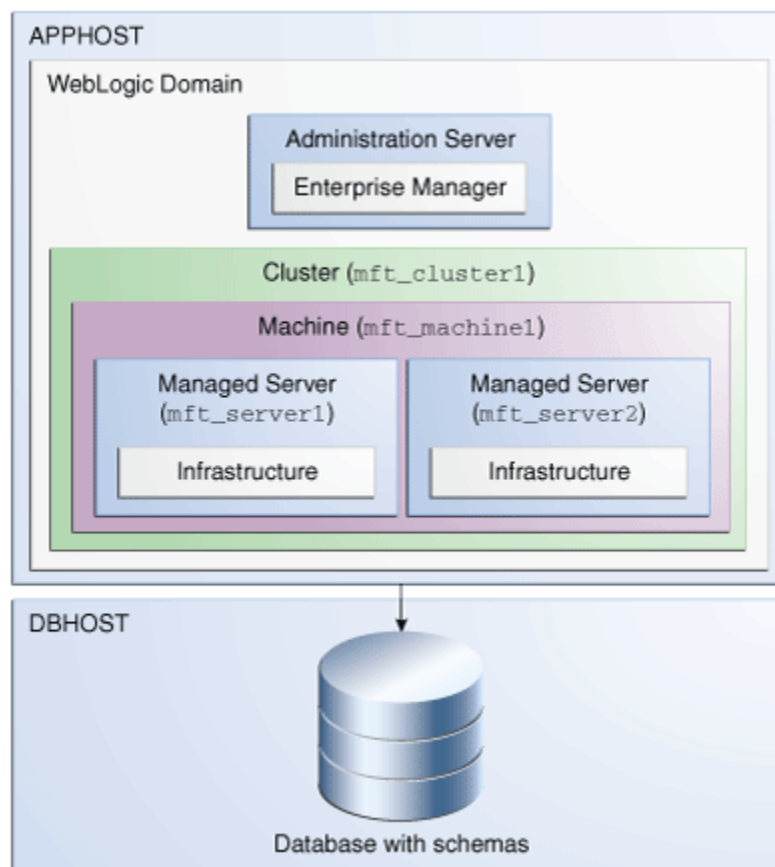 APPHOST
WebLogic Domain
Administration Server
Enterprise Manager
Cluster (mft_cluster1)
Machine (mft_machine1)
Managed Server
(mft_server1)
Infrastructure
Managed Server
(mft_server2)
Infrastructure
DBHOST
Database with schemas